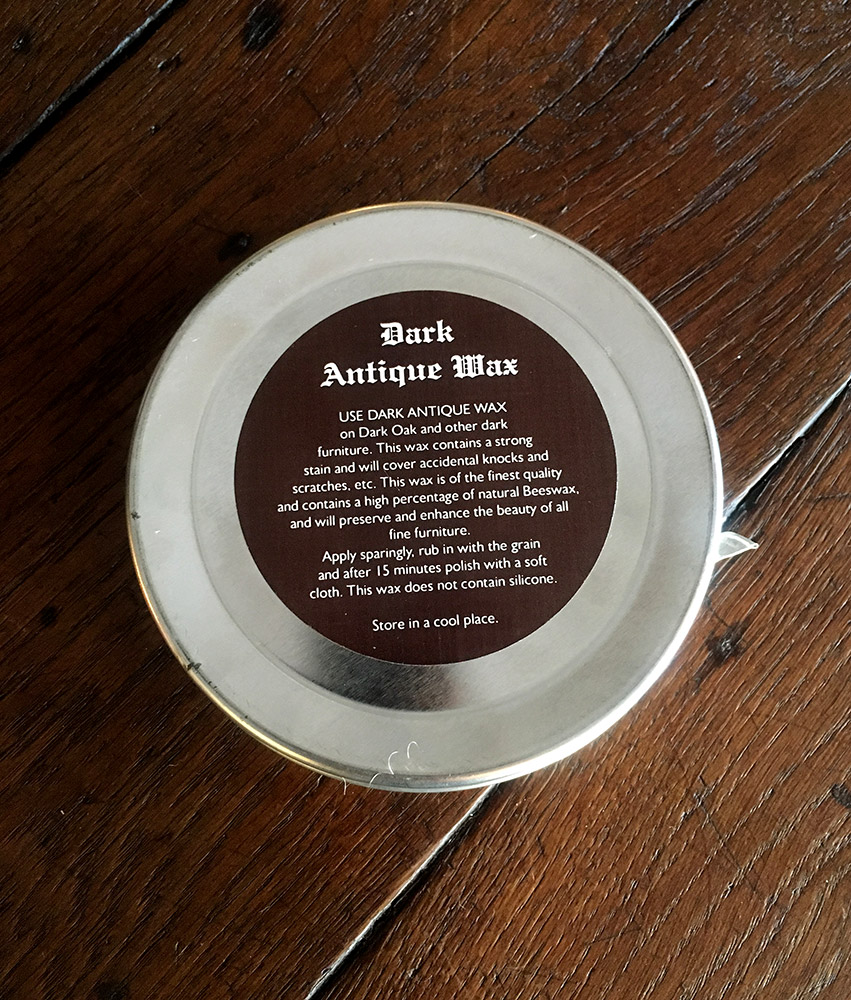 Dark
Antique Wax
USE DARK ANTIQUE WAX
on Dark Oak and other dark
furniture. This wax contains a strong
stain and will cover accidental knocks and
scratches, etc. This wax is of the finest quality
and contains a high percentage of natural Beeswax,
and will preserve and enhance the beauty of all
fine furniture.
Apply sparingly, rub in with the grain
and after 15 minutes polish with a soft
cloth. This wax does not contain silicone.
Store in a cool place.